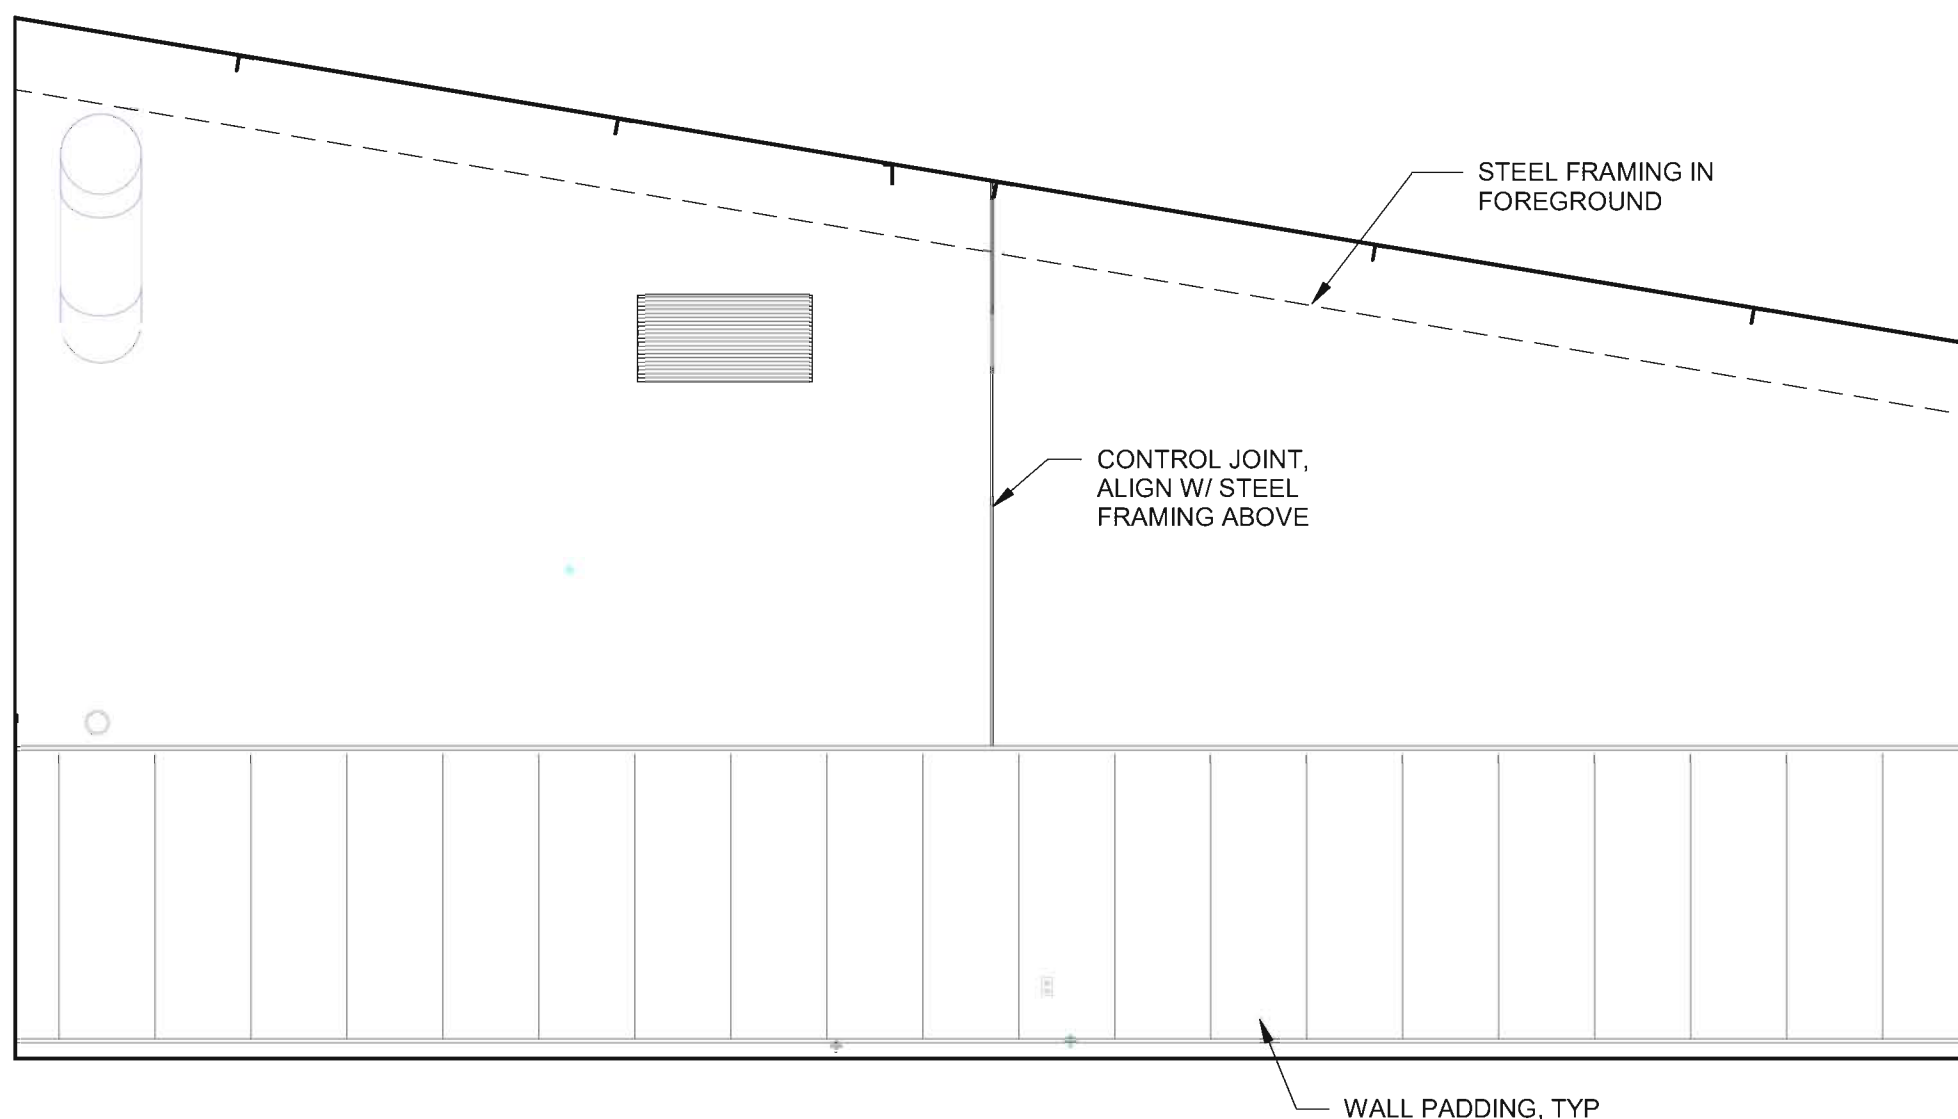 STEEL FRAMING IN
FOREGROUND
CONTROL JOINT,
ALIGN W/ STEEL
FRAMING ABOVE
WALL PADDING, TYP